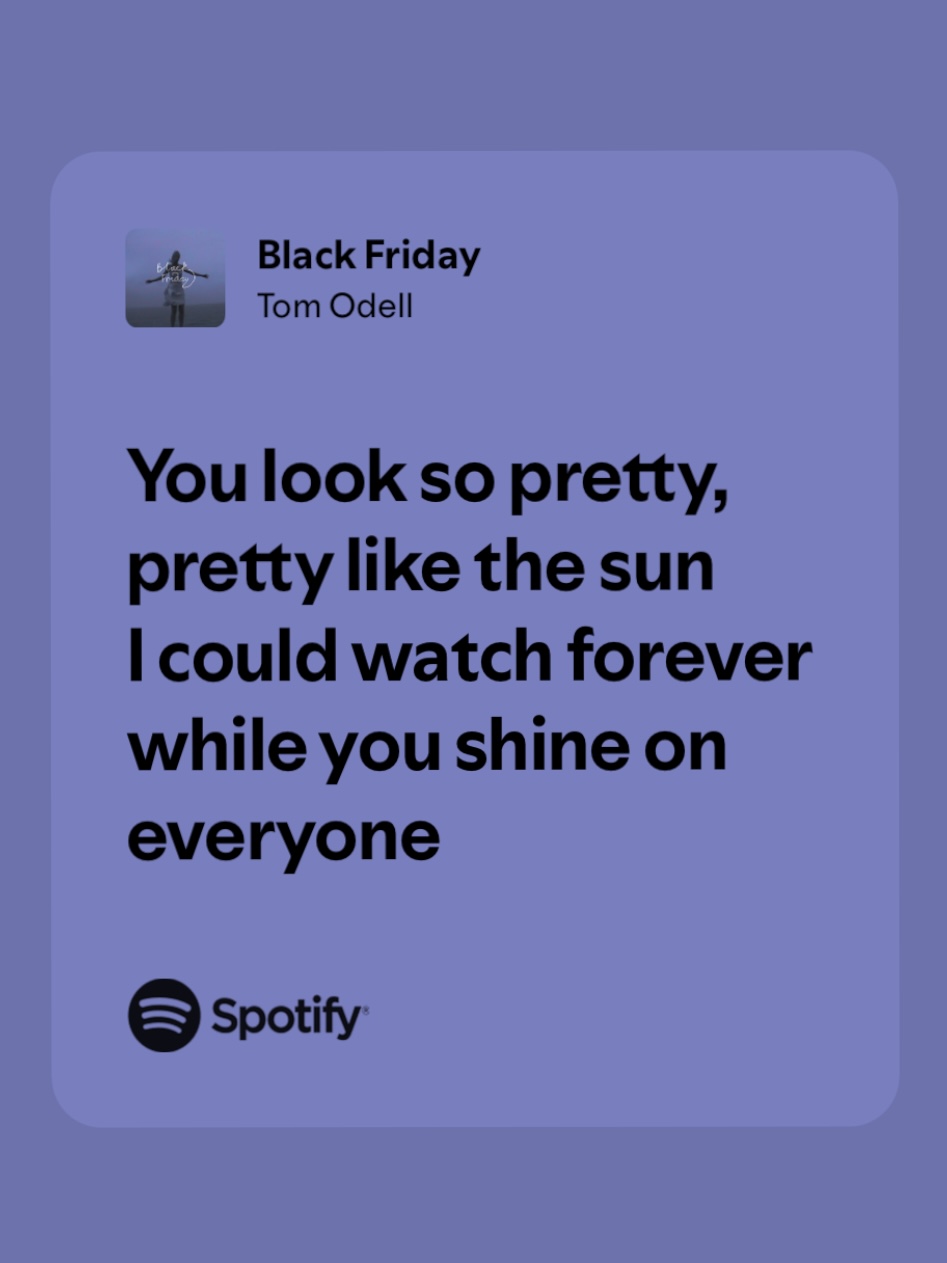 Black Friday
Tom Odell
You look so pretty,
pretty like the sun
I could watch forever
while you shine on
everyone
Spotify®